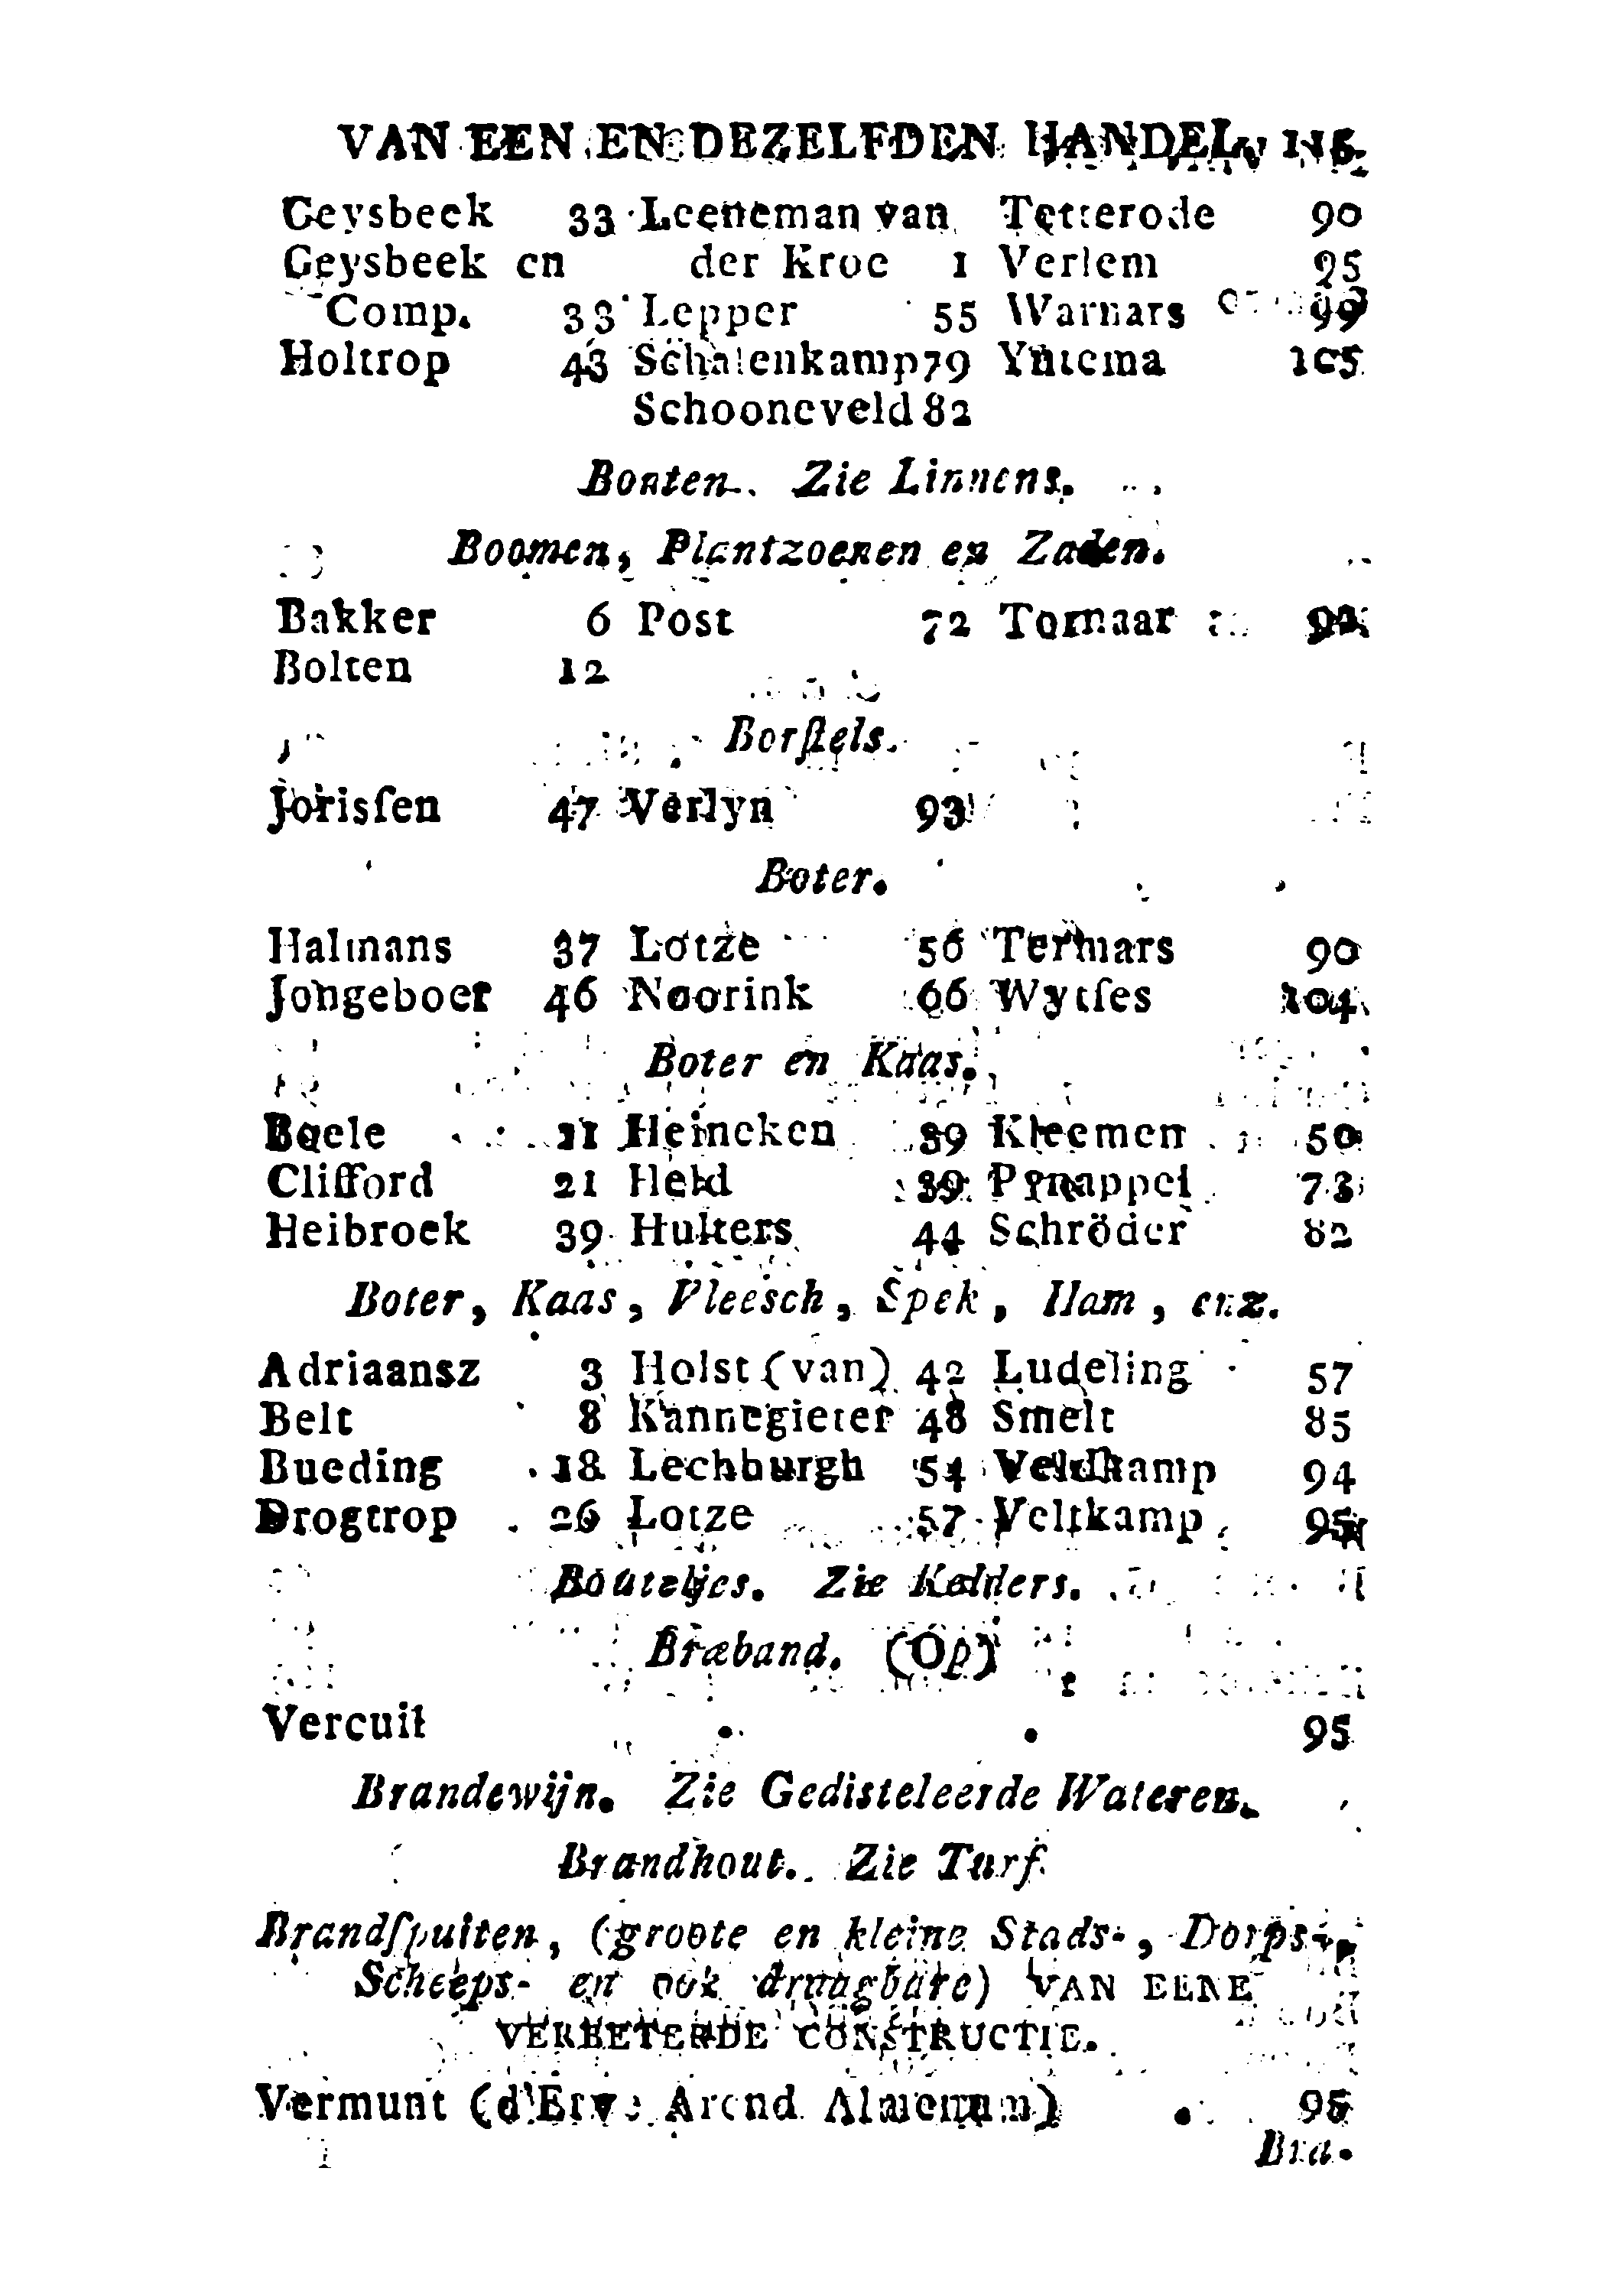 VAN EEN EN DEZELFDEN HANDEL. 115
Geysbeek 33 Leeneman van Tetterode 90
Geysbeek en der Kroe 1 Verlem 95
Comp. 33 Lepper 55 Warnars 99
Holtrop 43 Schalenkamp 79 Yntema 105
Schooneveld 82
Bonten. Zie Linnens.
Boomen, Plantzoenen en Zaden.
Bakker 6 Post 72 Tornaar
Bolten 12
Borſtels.
Jorisſen 47 Verlyn 93
Boter.
Halmans 37 Lotze 56 Termars 90
Jongeboer 46 Noorink 66 Wytſes 104
Boter en Kaas.
Boele 11 Heincken 39 Kleemen 50
Clifford 21 Held 39 Pynappel 73
Heibroek 39 Hulters 44 Schröder 82
Boter, Kaas, Vleesch, Spek, Ham, enz.
Adriaansz 3 Holst (van) 42 Ludeling 57
Belt 8 Kannegieter 48 Smelt 85
Bueding 18 Lechburgh 54 Veldkamp 94
Drogtrop 26 Lotze 57 Veltkamp 95
Bouteljes. Zie Kelders.
Braband. (Op)
Vercuil . . 95
Brandewijn. Zie Gedisteleerde Wateren.
Brandhout. Zie Turf.
Brandſpuiten, (groote en kleine Stads-, Dorps-,
Scheeps- en ook draagbare) VAN EENE
VERBETERDE CONSTRUCTIE.
Vermunt (d'Erve Arend Almenum) . 95
Bra-